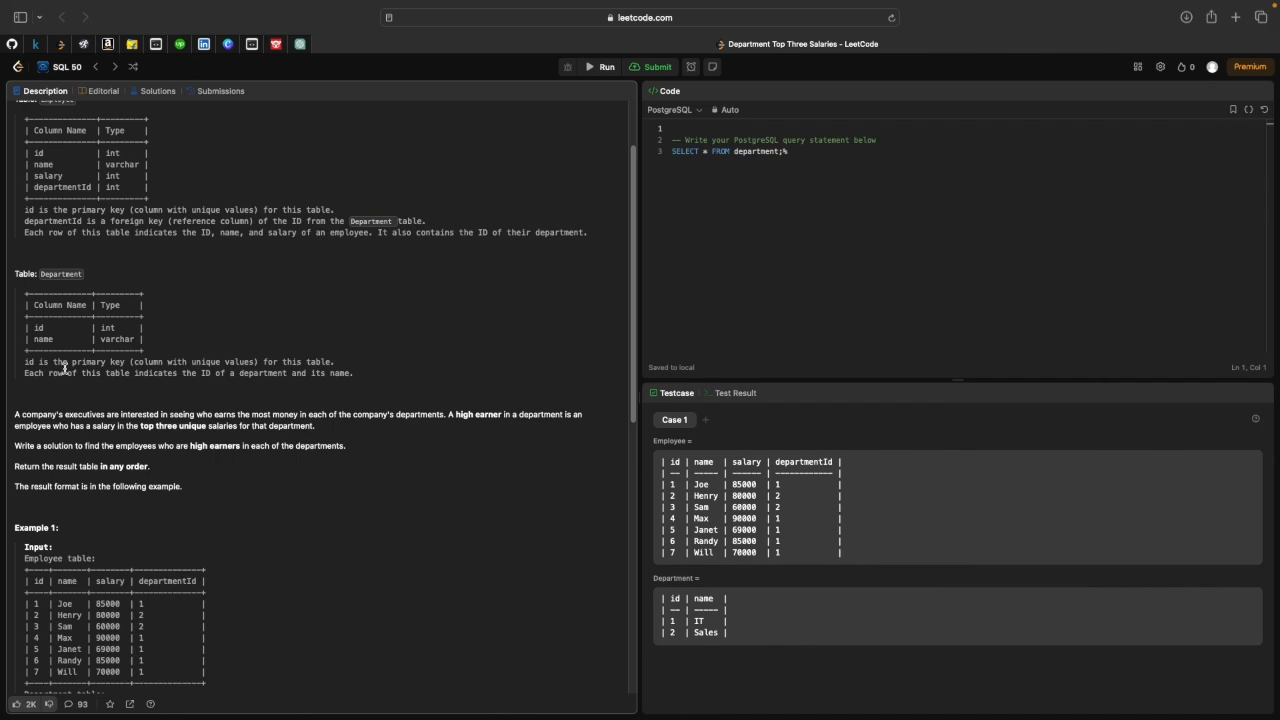 leetcode.com
Department Top Three Salaries - LeetCode
SQL 50
Run
Submit
0
Premium
Description
Editorial
Solutions
Submissions
Table: Employee
+-------------+---------+
| Column Name | Type    |
+-------------+---------+
| id          | int
| name        | varchar |
| salary      | int
| departmentId | int
+-------------+---------+
id is the primary key (column with unique values) for this table.
departmentId is a foreign key (reference column) of the ID from the Department table.
Each row of this table indicates the ID, name, and salary of an employee. It also contains the ID of their department.
Table: Department
+-------------+---------+
| Column Name | Type    |
+-------------+---------+
| id          | int
| name        | varchar |
+-------------+---------+
id is the primary key (column with unique values) for this table.
Each row of this table indicates the ID of a department and its name.
A company's executives are interested in seeing who earns the most money in each of the company's departments. A high earner in a department is an
employee who has a salary in the top three unique salaries for that department.
Write a solution to find the employees who are high earners in each of the departments.
Return the result table in any order.
The result format is in the following example.
Example 1:
Input:
Employee table:
+----+-------+--------+--------------+
| id | name  | salary | departmentId |
+----+-------+--------+--------------+
| 1  | Joe   | 85000  | 1            |
| 2  | Henry | 80000  | 2            |
| 3  | Sam   | 60000  | 2            |
| 4  | Max   | 90000  | 1            |
| 5  | Janet | 69000  | 1            |
| 6  | Randy | 85000  | 1            |
| 7  | Will  | 70000  | 1            |
+----+-------+--------+--------------+
Department table:
2K
93
Code
PostgreSQL
Auto
1
2 -- Write your PostgreSQL query statement below
3 SELECT * FROM department;%
Saved to local
Ln 1, Col 1
Testcase
Test Result
Case 1
Employee =
| id | name  | salary | departmentId |
| -- | ----- | ------ | ------------ |
| 1  | Joe   | 85000  | 1            |
| 2  | Henry | 80000  | 2            |
| 3  | Sam   | 60000  | 2            |
| 4  | Max   | 90000  | 1            |
| 5  | Janet | 69000  | 1            |
| 6  | Randy | 85000  | 1            |
| 7  | Will  | 70000  | 1            |
Department =
| id | name  |
| -- | ----- |
| 1  | IT    |
| 2  | Sales |